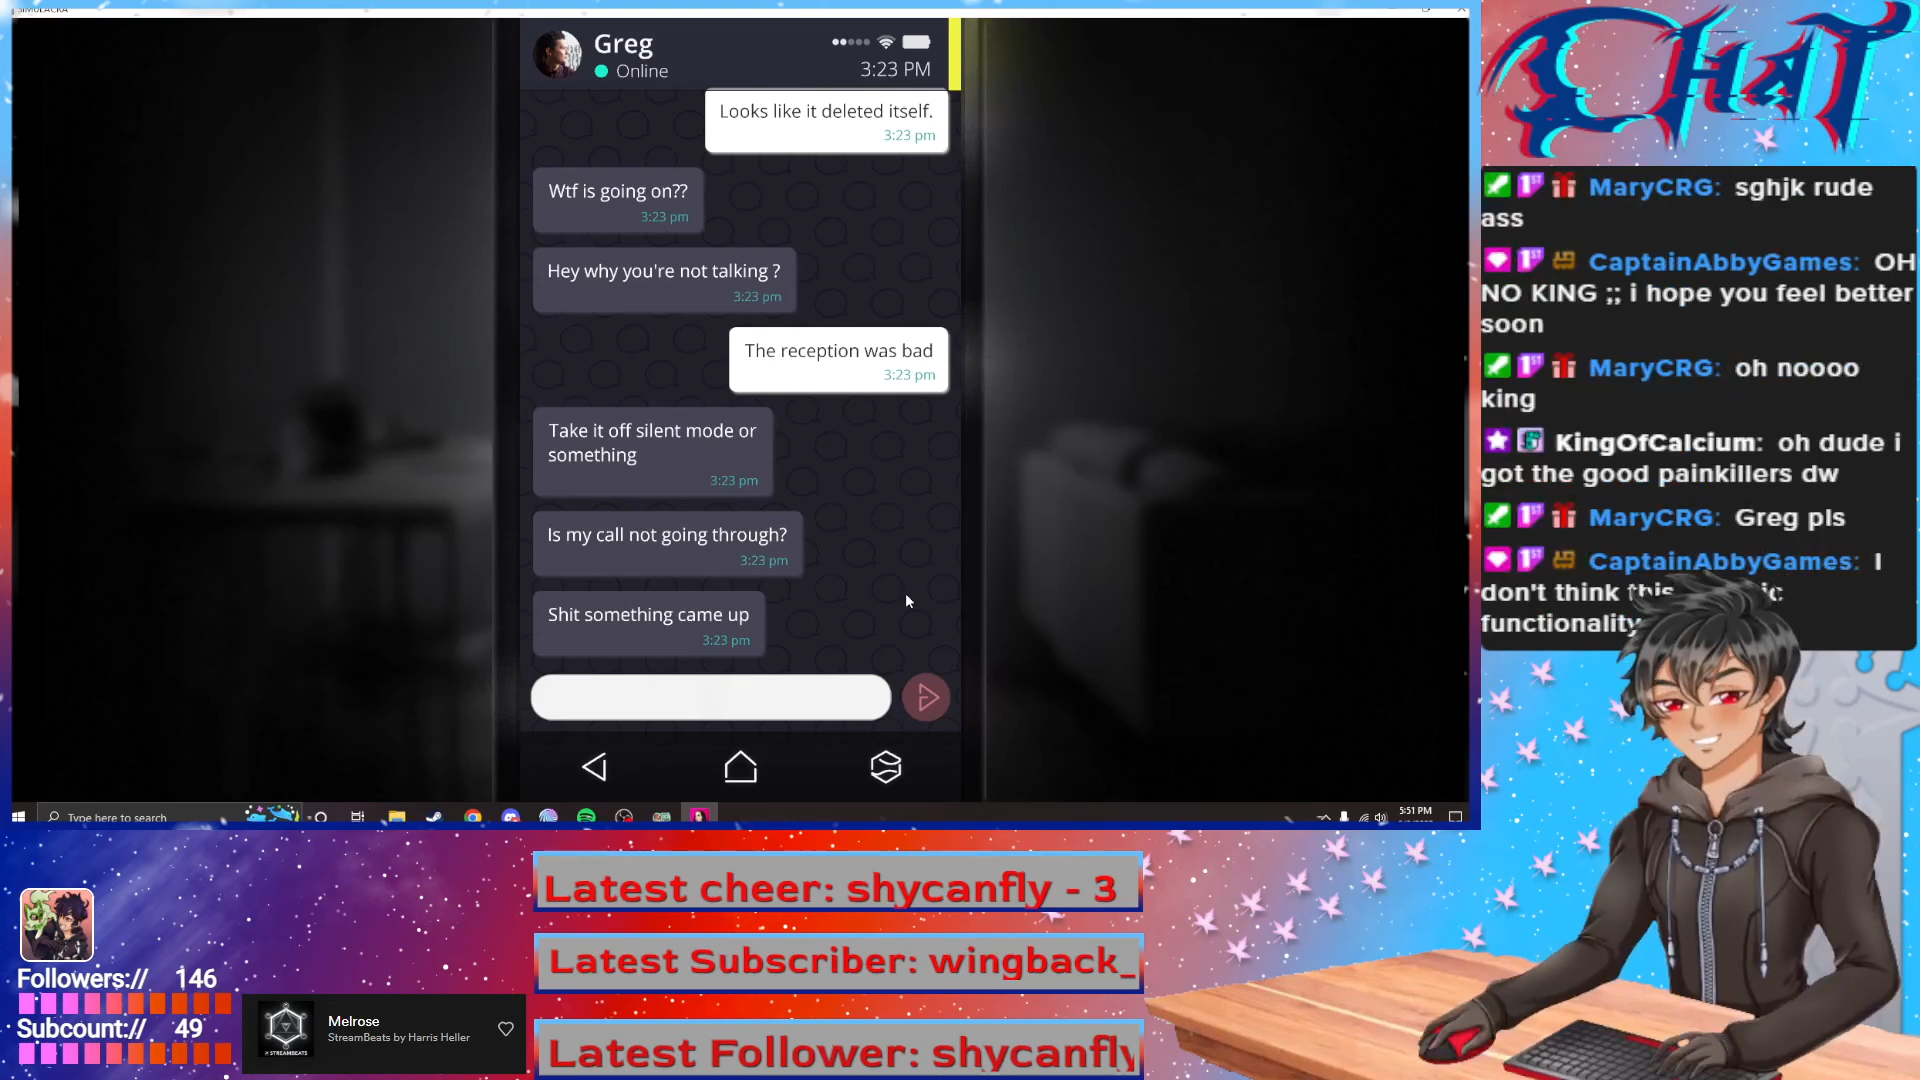 SIMULACRA
Greg
Online
3:23 PM
Looks like it deleted itself.
3:23 pm
Wtf is going on??
3:23 pm
Hey why you're not talking ?
3:23 pm
The reception was bad
3:23 pm
Take it off silent mode or
something
3:23 pm
Is my call not going through?
3:23 pm
Shit something came up
3:23 pm
Type here to search
5:51 PM
CHAT
MaryCRG: sghjk rude
ass
CaptainAbbyGames: OH
NO KING ;; i hope you feel better
soon
MaryCRG: oh noooo
king
KingOfCalcium: oh dude i
got the good painkillers dw
MaryCRG: Greg pls
CaptainAbbyGames: I
don't think this
functionality
Followers:// 146
Subcount:// 49
STREAMBEATS
Melrose
StreamBeats by Harris Heller
Latest cheer: shycanfly - 3
Latest Subscriber: wingback_
Latest Follower: shycanfly